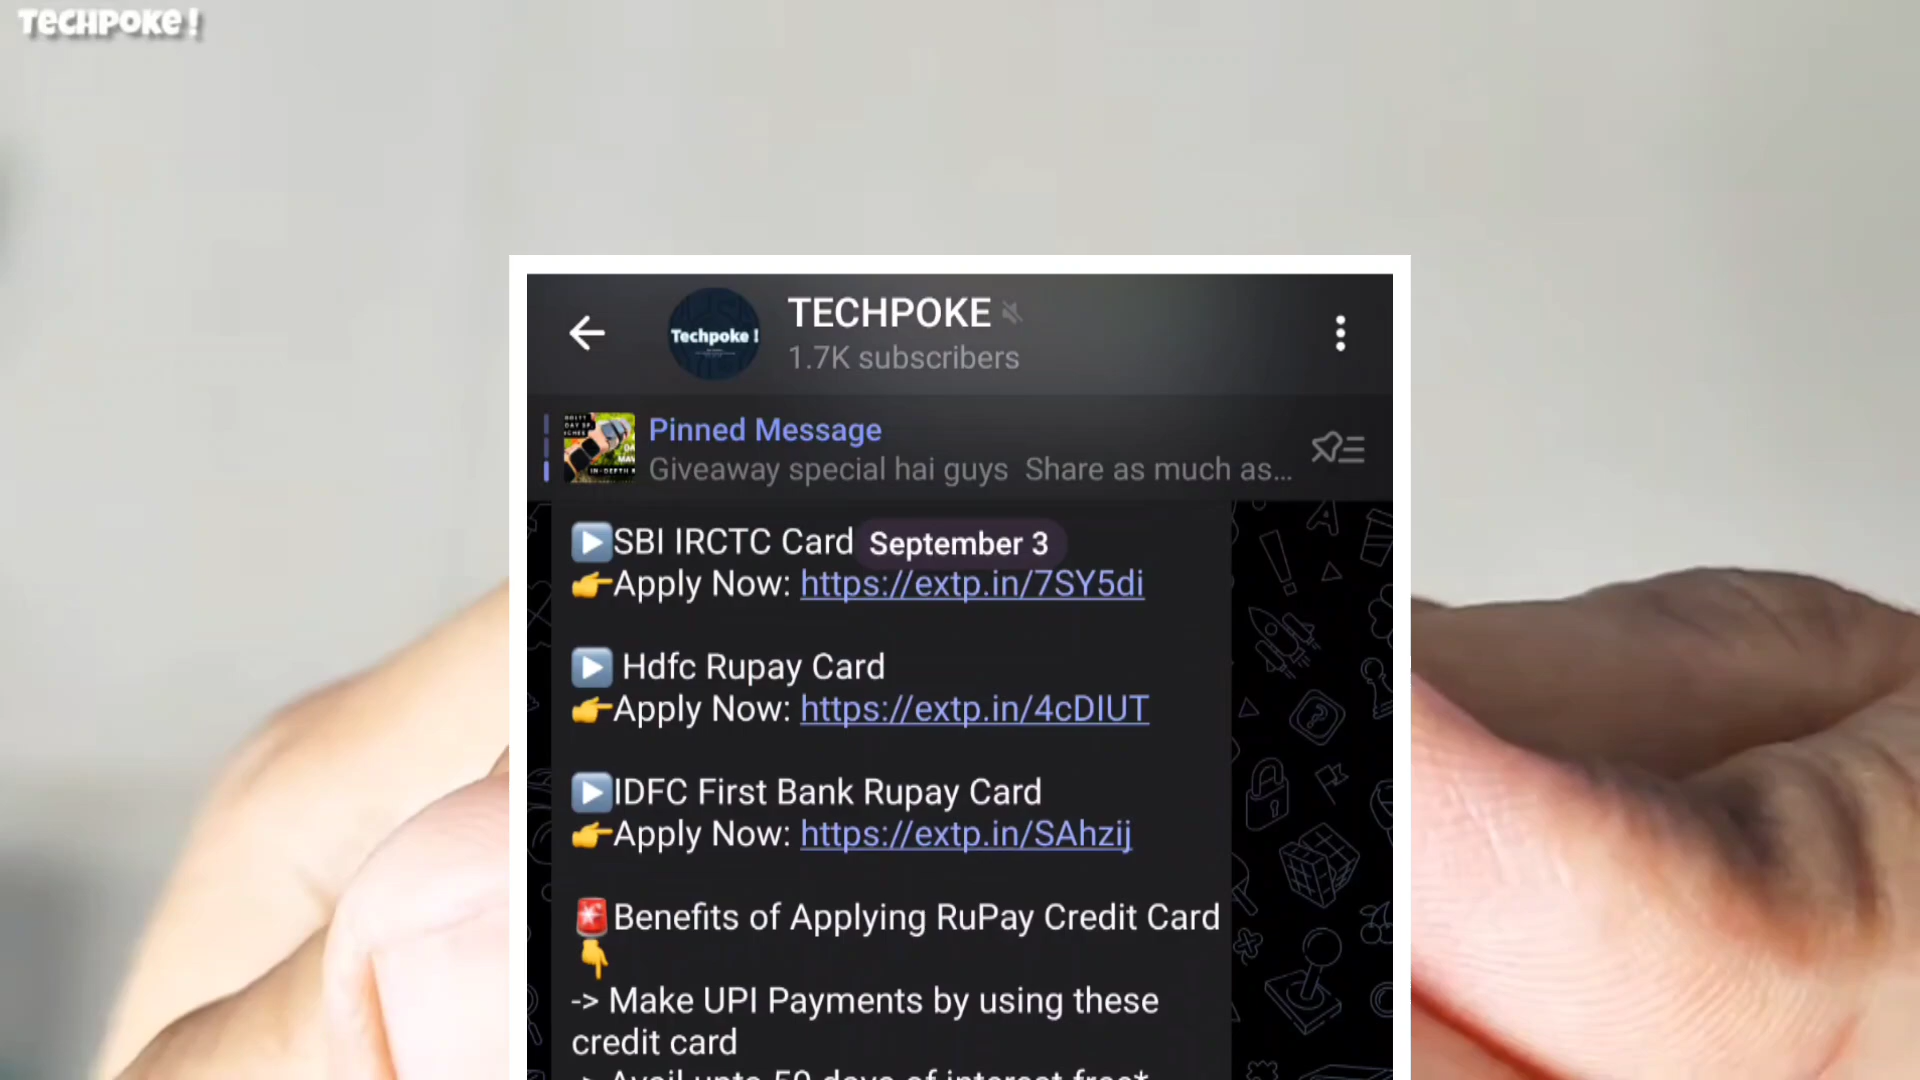 Techpoke !
TECHPOKE
Techpoke !
1.7K subscribers
Pinned Message
Giveaway special hai guys Share as much as...
SBI IRCTC Card
September 3
Apply Now: https://extp.in/7SY5di
Hdfc Rupay Card
Apply Now: https://extp.in/4cDIUT
IDFC First Bank Rupay Card
Apply Now: https://extp.in/SAhzij
Benefits of Applying RuPay Credit Card
-> Make UPI Payments by using these
credit card